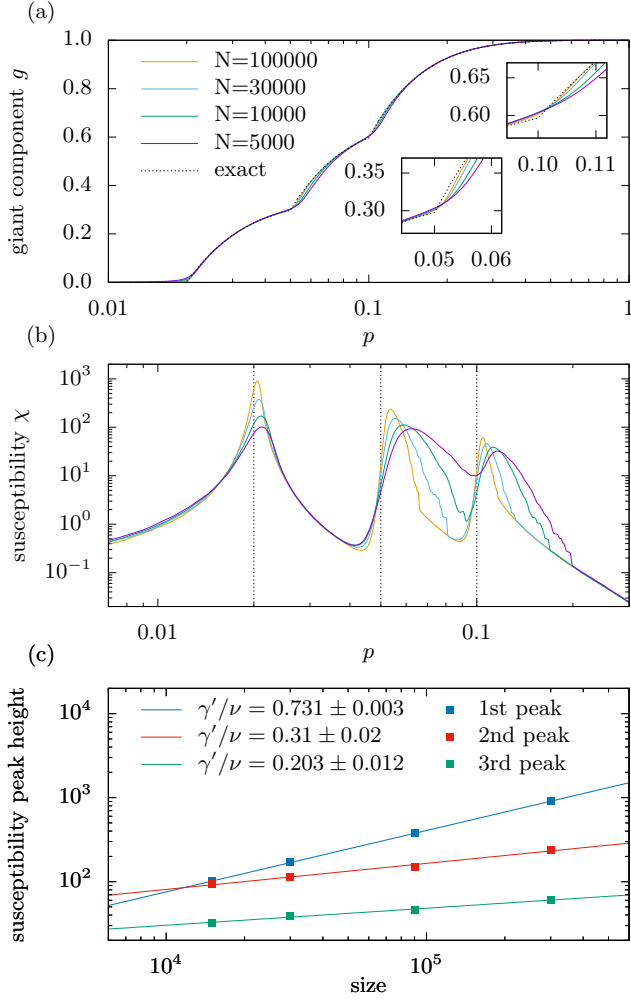 (a)
giant component g
1.0
0.8
0.6
0.4
0.2
0.0
N=100000
N=30000
N=10000
N=5000
exact
0.65
0.60
0.10 0.11
0.35
0.30
0.05 0.06
0.01 0.1 1
p
(b)
susceptibility χ
10³
10²
10¹
10⁰
10⁻¹
0.01 0.1
p
(c)
susceptibility peak height
10⁴
10³
10²
γ′/ν = 0.731 ± 0.003 1st peak
γ′/ν = 0.31 ± 0.02 2nd peak
γ′/ν = 0.203 ± 0.012 3rd peak
10⁴ 10⁵
size